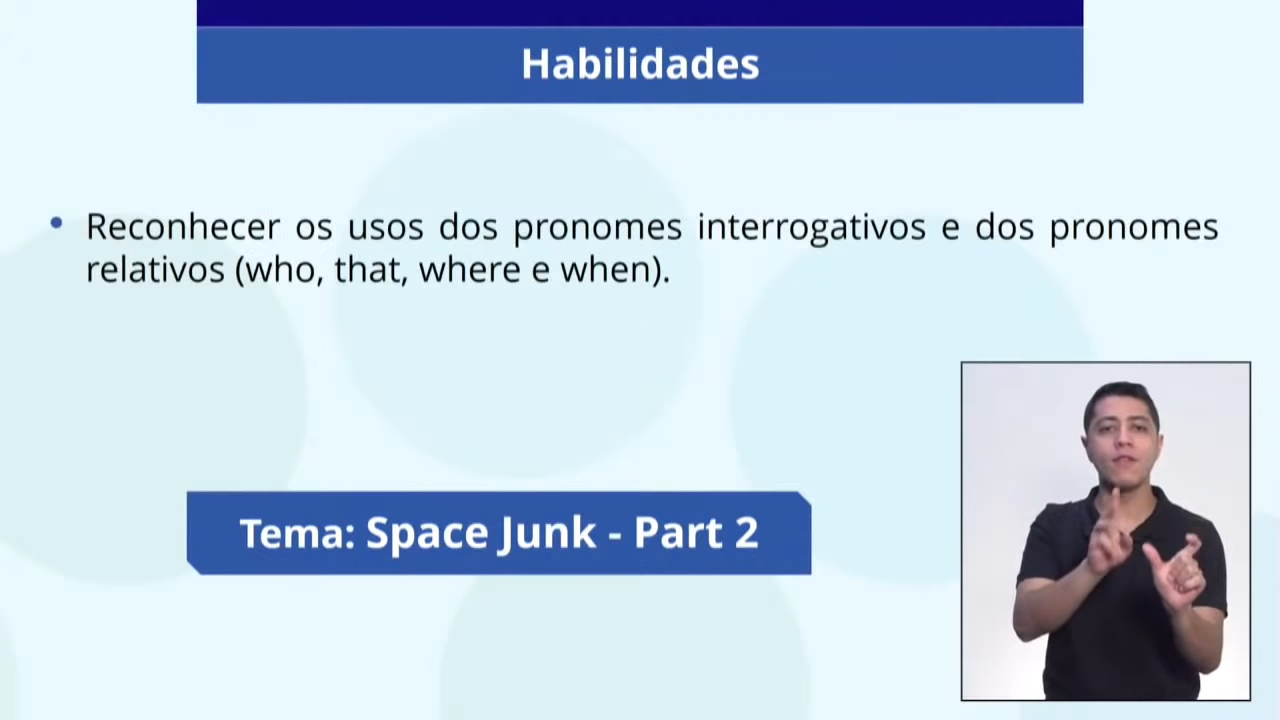 Habilidades
• Reconhecer os usos dos pronomes interrogativos e dos pronomes
relativos (who, that, where e when).
Tema: Space Junk - Part 2